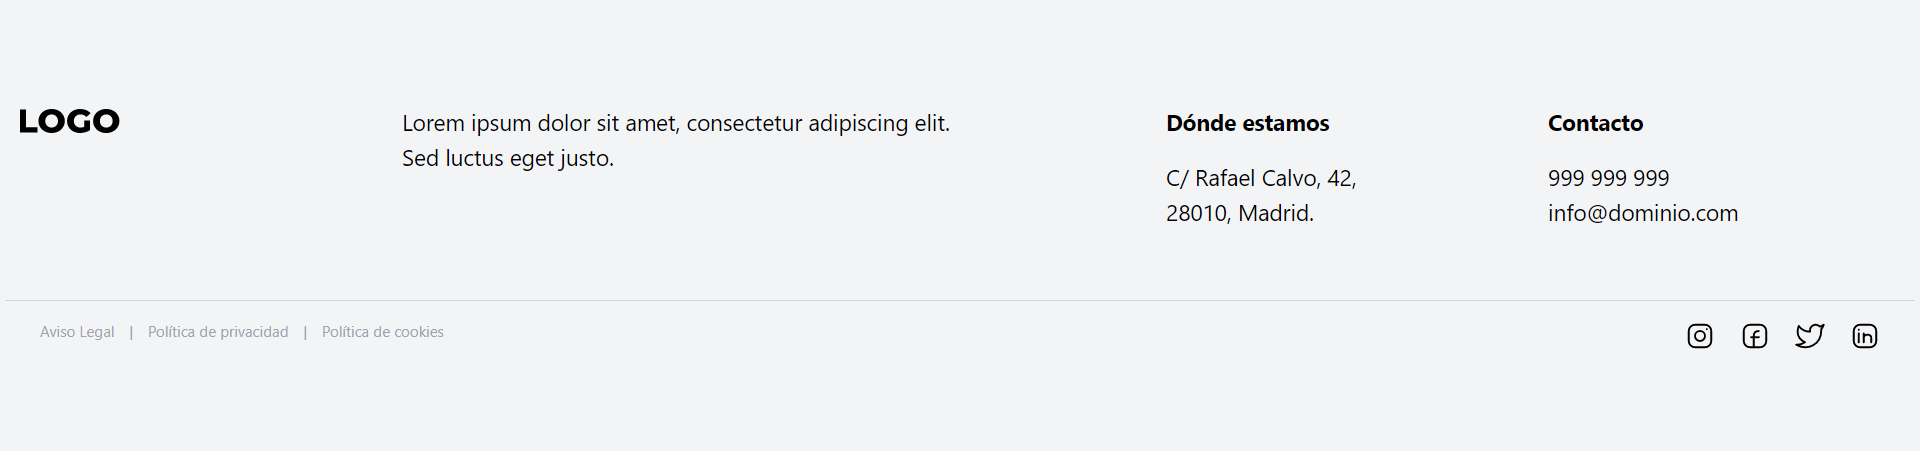 LOGO
Lorem ipsum dolor sit amet, consectetur adipiscing elit.
Sed luctus eget justo.
Dónde estamos
C/ Rafael Calvo, 42,
28010, Madrid.
Contacto
999 999 999
info@dominio.com
Aviso Legal | Política de privacidad | Política de cookies